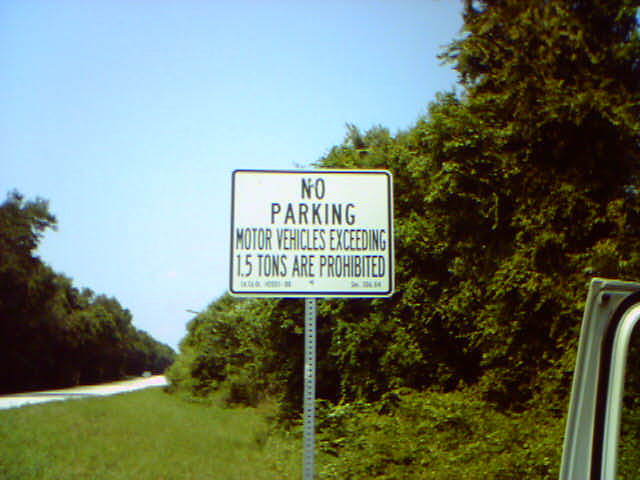 NO
PARKING
MOTOR VEHICLES EXCEEDING
1.5 TONS ARE PROHIBITED